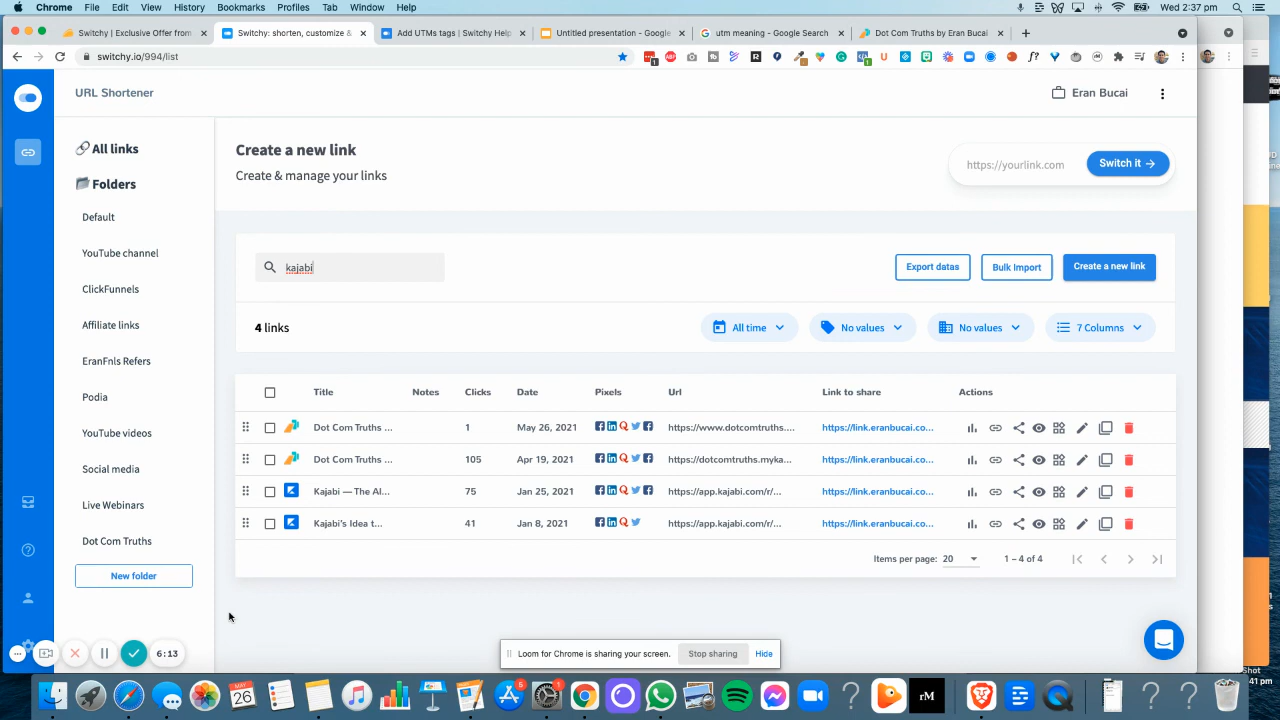 Chrome File Edit View History Bookmarks Profiles Tab Window Help
Wed 2:37 pm
Switchy | Exclusive Offer from
Switchy: shorten, customize &
Add UTMs tags | Switchy Help
Untitled presentation - Google
utm meaning - Google Search
Dot Com Truths by Eran Bucai
switchy.io/994/list
URL Shortener
Eran Bucai
All links
Folders
Default
YouTube channel
ClickFunnels
Affiliate links
EranFnls Refers
Podia
YouTube videos
Social media
Live Webinars
Dot Com Truths
New folder
Create a new link
Create & manage your links
https://yourlink.com
Switch it
kajabi
Export datas
Bulk Import
Create a new link
4 links
All time
No values
No values
7 Columns
Title Notes Clicks Date Pixels Url Link to share Actions
Dot Com Truths ... 1 May 26, 2021 https://www.dotcomtruths.... https://link.eranbucai.co...
Dot Com Truths ... 105 Apr 19, 2021 https://dotcomtruths.myka... https://link.eranbucai.co...
Kajabi — The Al... 75 Jan 25, 2021 https://app.kajabi.com/r/... https://link.eranbucai.co...
Kajabi's Idea t... 41 Jan 8, 2021 https://app.kajabi.com/r/... https://link.eranbucai.co...
Items per page: 20 1 – 4 of 4
6:13
Loom for Chrome is sharing your screen. Stop sharing Hide
Shot
41 pm
MAY
26
5
rM